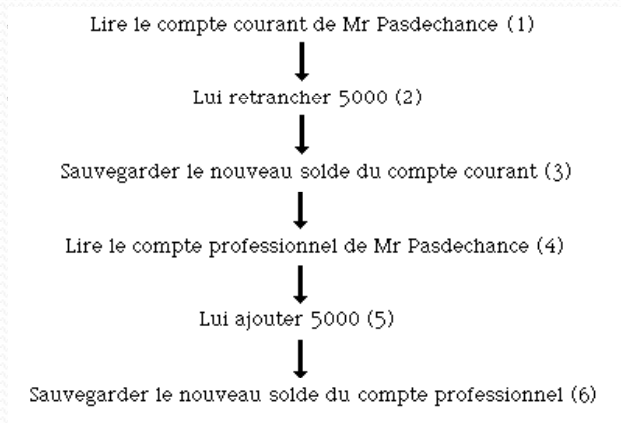 Lire le compte courant de Mr Pasdechance (1)
Lui retrancher 5000 (2)
Sauvegarder le nouveau solde du compte courant (3)
Lire le compte professionnel de Mr Pasdechance (4)
Lui ajouter 5000 (5)
Sauvegarder le nouveau solde du compte professionnel (6)